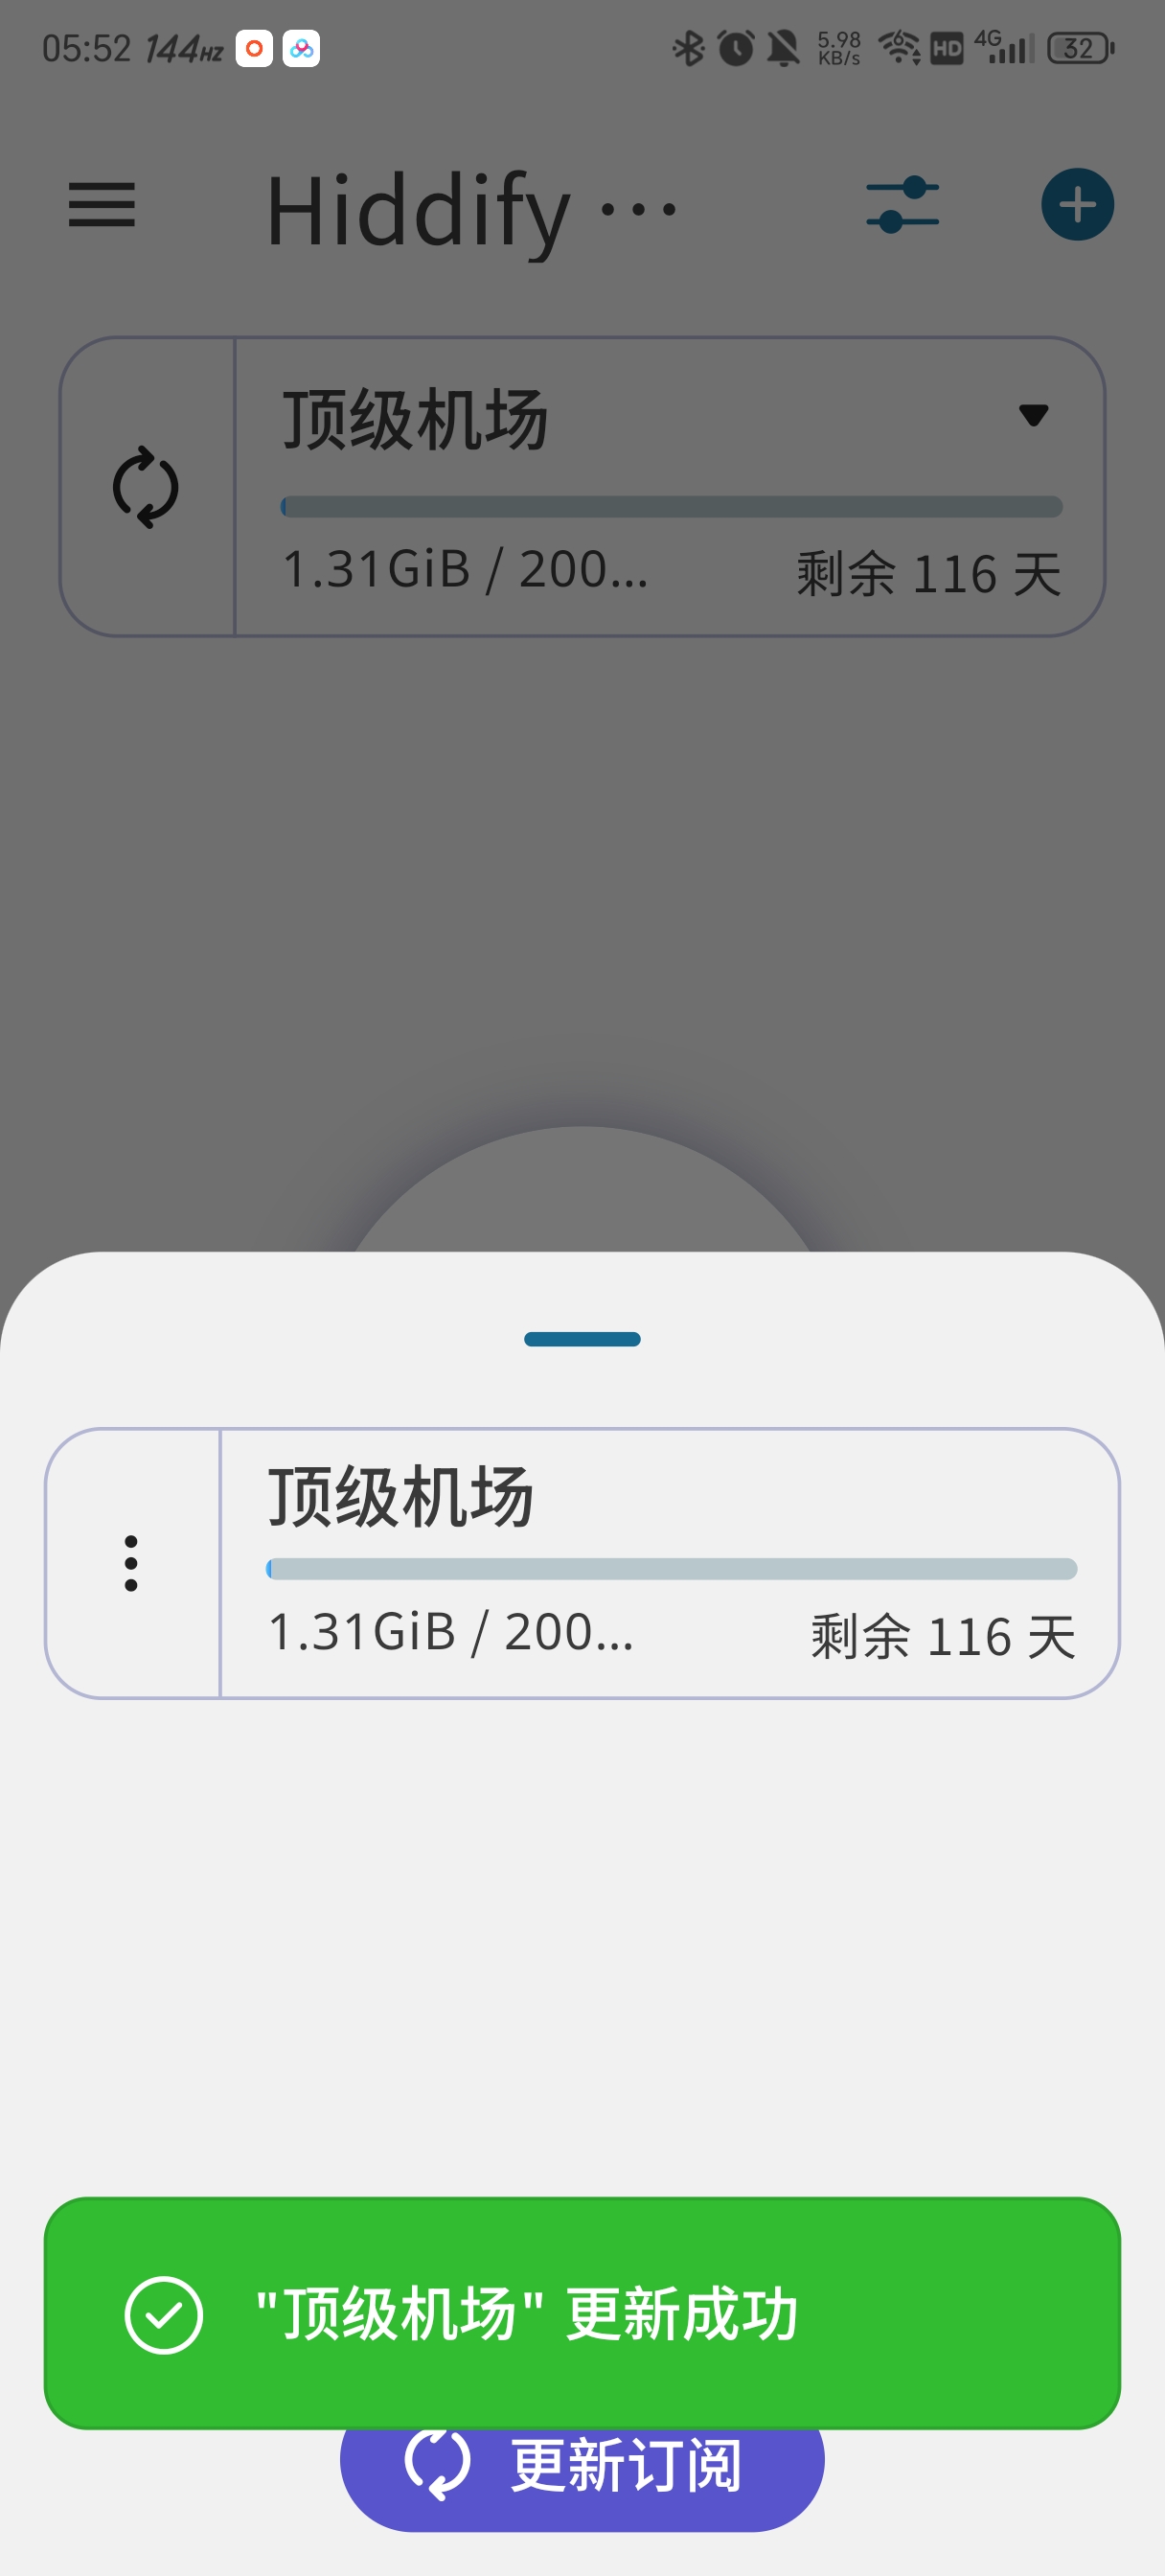 05:52 144Hz 5.98 KB/s 6 HD 4G 32
Hiddify ···
顶级机场
1.31GiB / 200... 剩余 116 天
顶级机场
1.31GiB / 200... 剩余 116 天
"顶级机场" 更新成功
更新订阅